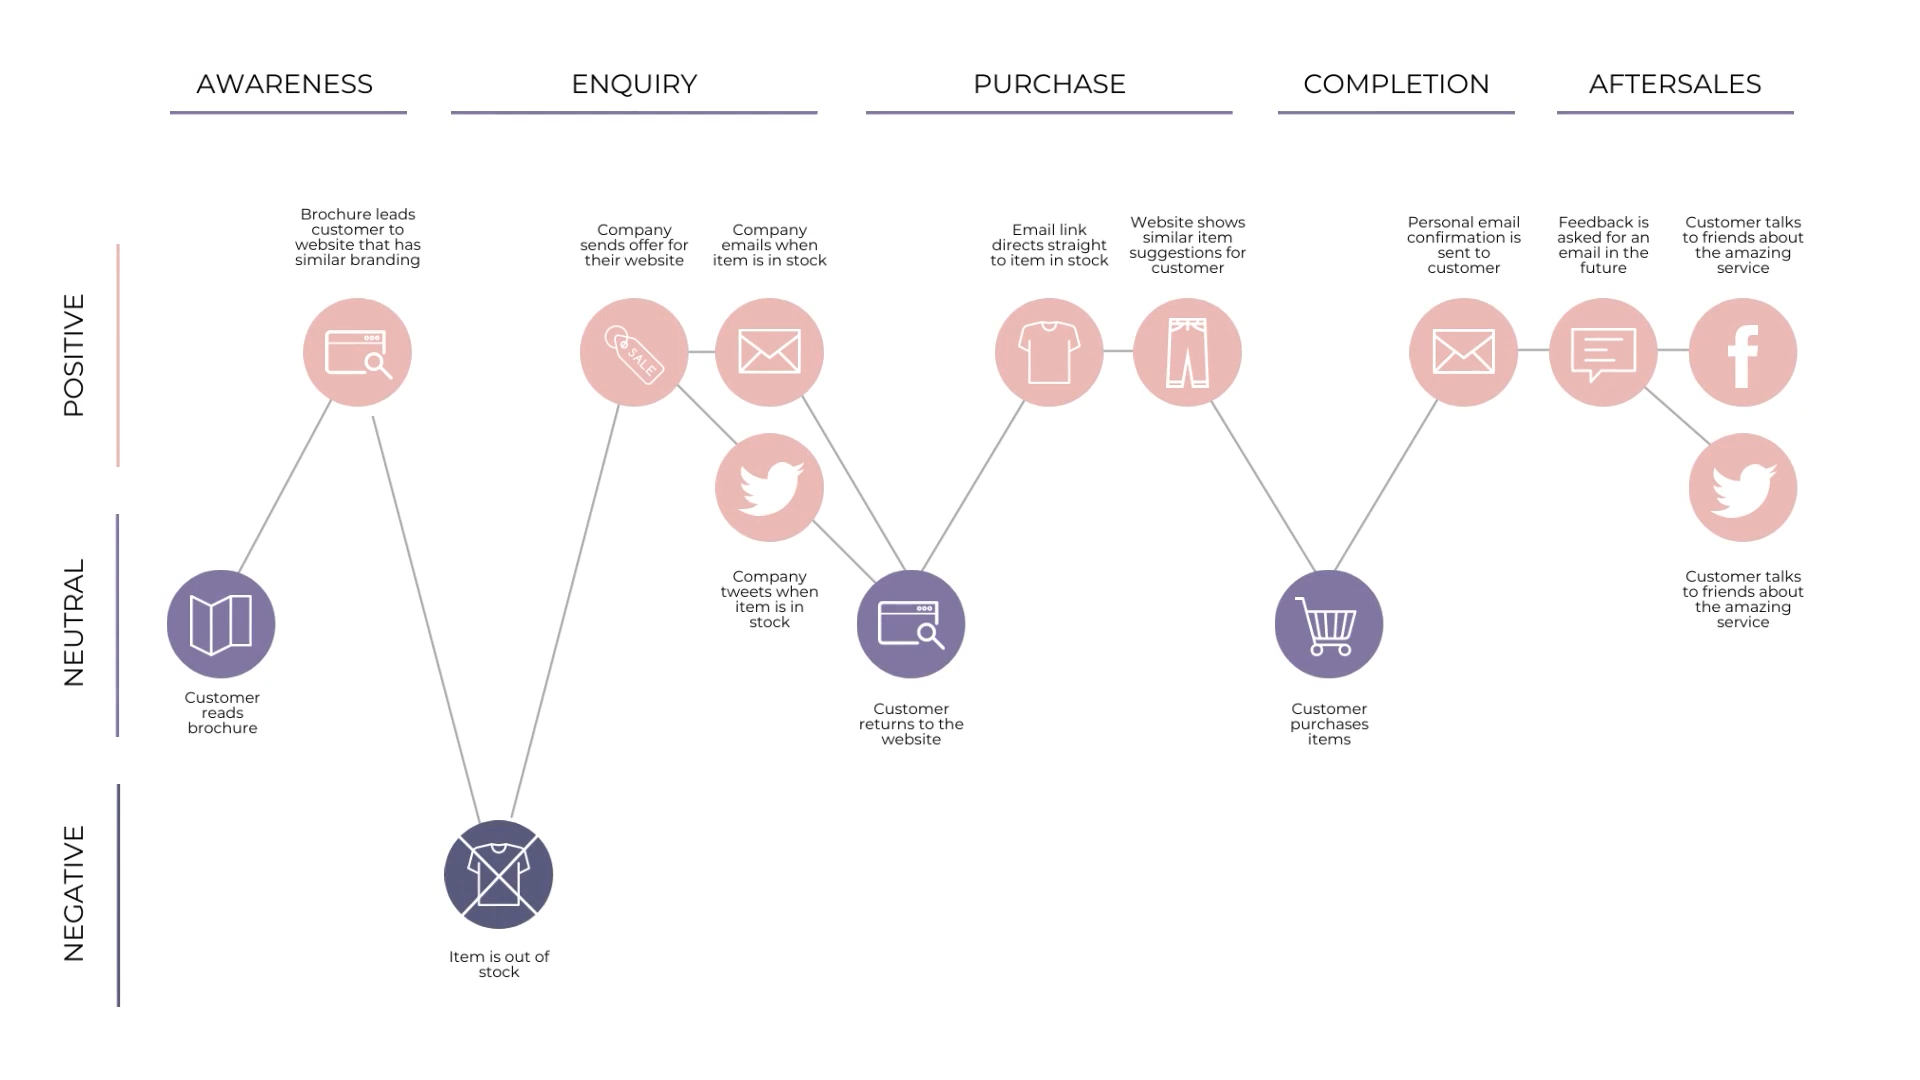 AWARENESS
ENQUIRY
PURCHASE
COMPLETION
AFTERSALES
POSITIVE
NEUTRAL
NEGATIVE
Customer
reads
brochure
Brochure leads
customer to
website that has
similar branding
Item is out of
stock
Company
sends offer for
their website
SALE
Company
emails when
item is in stock
Company
tweets when
item is in
stock
Customer
returns to the
website
Email link
directs straight
to item in stock
Website shows
similar item
suggestions for
customer
Customer
purchases
items
Personal email
confirmation is
sent to
customer
Feedback is
asked for an
email in the
future
Customer talks
to friends about
the amazing
service
f
Customer talks
to friends about
the amazing
service